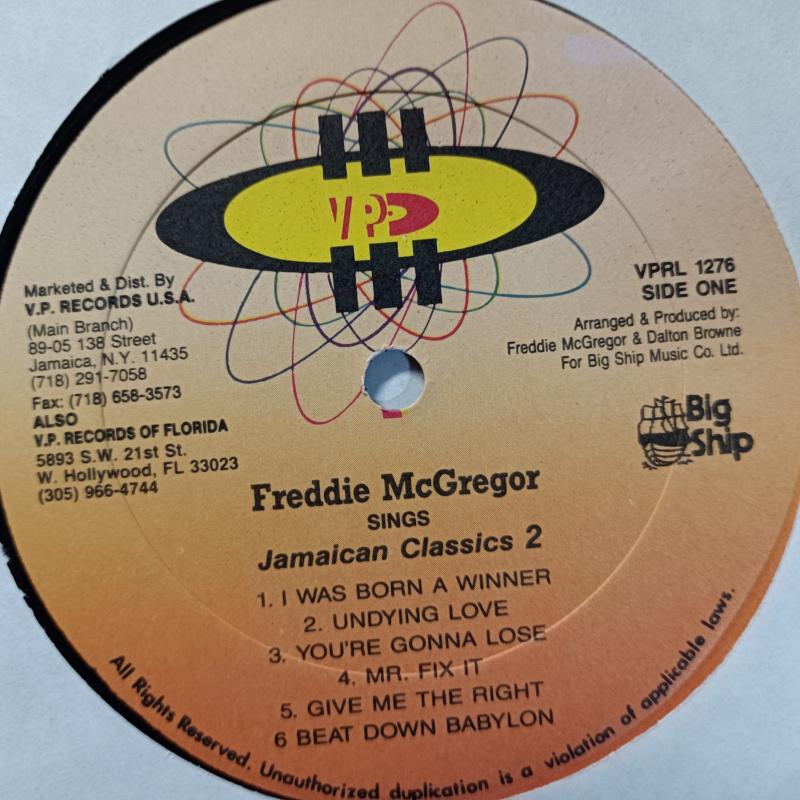 VP
Marketed & Dist. By
V.P. RECORDS U.S.A.
(Main Branch)
89-05 138 Street
Jamaica, N.Y. 11435
(718) 291-7058
Fax: (718) 658-3573
ALSO
V.P. RECORDS OF FLORIDA
5893 S.W. 21st St.
W. Hollywood, FL 33023
(305) 966-4744
VPRL 1276
SIDE ONE
Arranged & Produced by:
Freddie McGregor & Dalton Browne
For Big Ship Music Co. Ltd.
Big
Ship
Freddie McGregor
SINGS
Jamaican Classics 2
1. I WAS BORN A WINNER
2. UNDYING LOVE
3. YOU'RE GONNA LOSE
4. MR. FIX IT
5. GIVE ME THE RIGHT
6 BEAT DOWN BABYLON
All Rights Reserved. Unauthorized duplication is a violation of applicable laws.